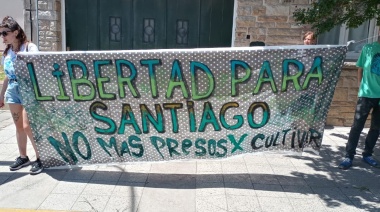 LIBERTAD PARA
SANTIAGO
NO MAS PRESOS X CULTIVAR